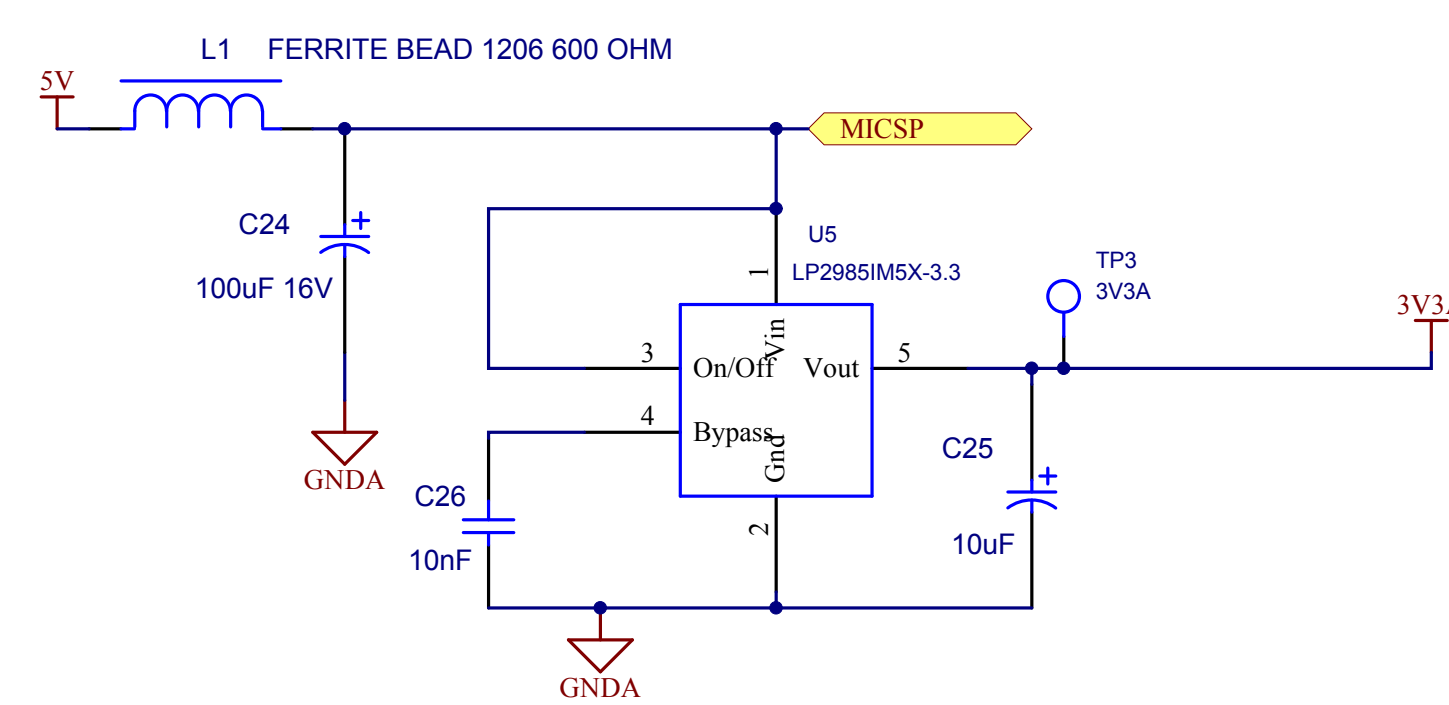 L1 FERRITE BEAD 1206 600 OHM
5V
MICSP
C24
100uF 16V
GNDA
U5
LP2985IM5X-3.3
1
Vin
3
On/Off
Vout
5
4
Bypass
Gnd
2
TP3
3V3A
3V3A
C25
10uF
C26
10nF
GNDA